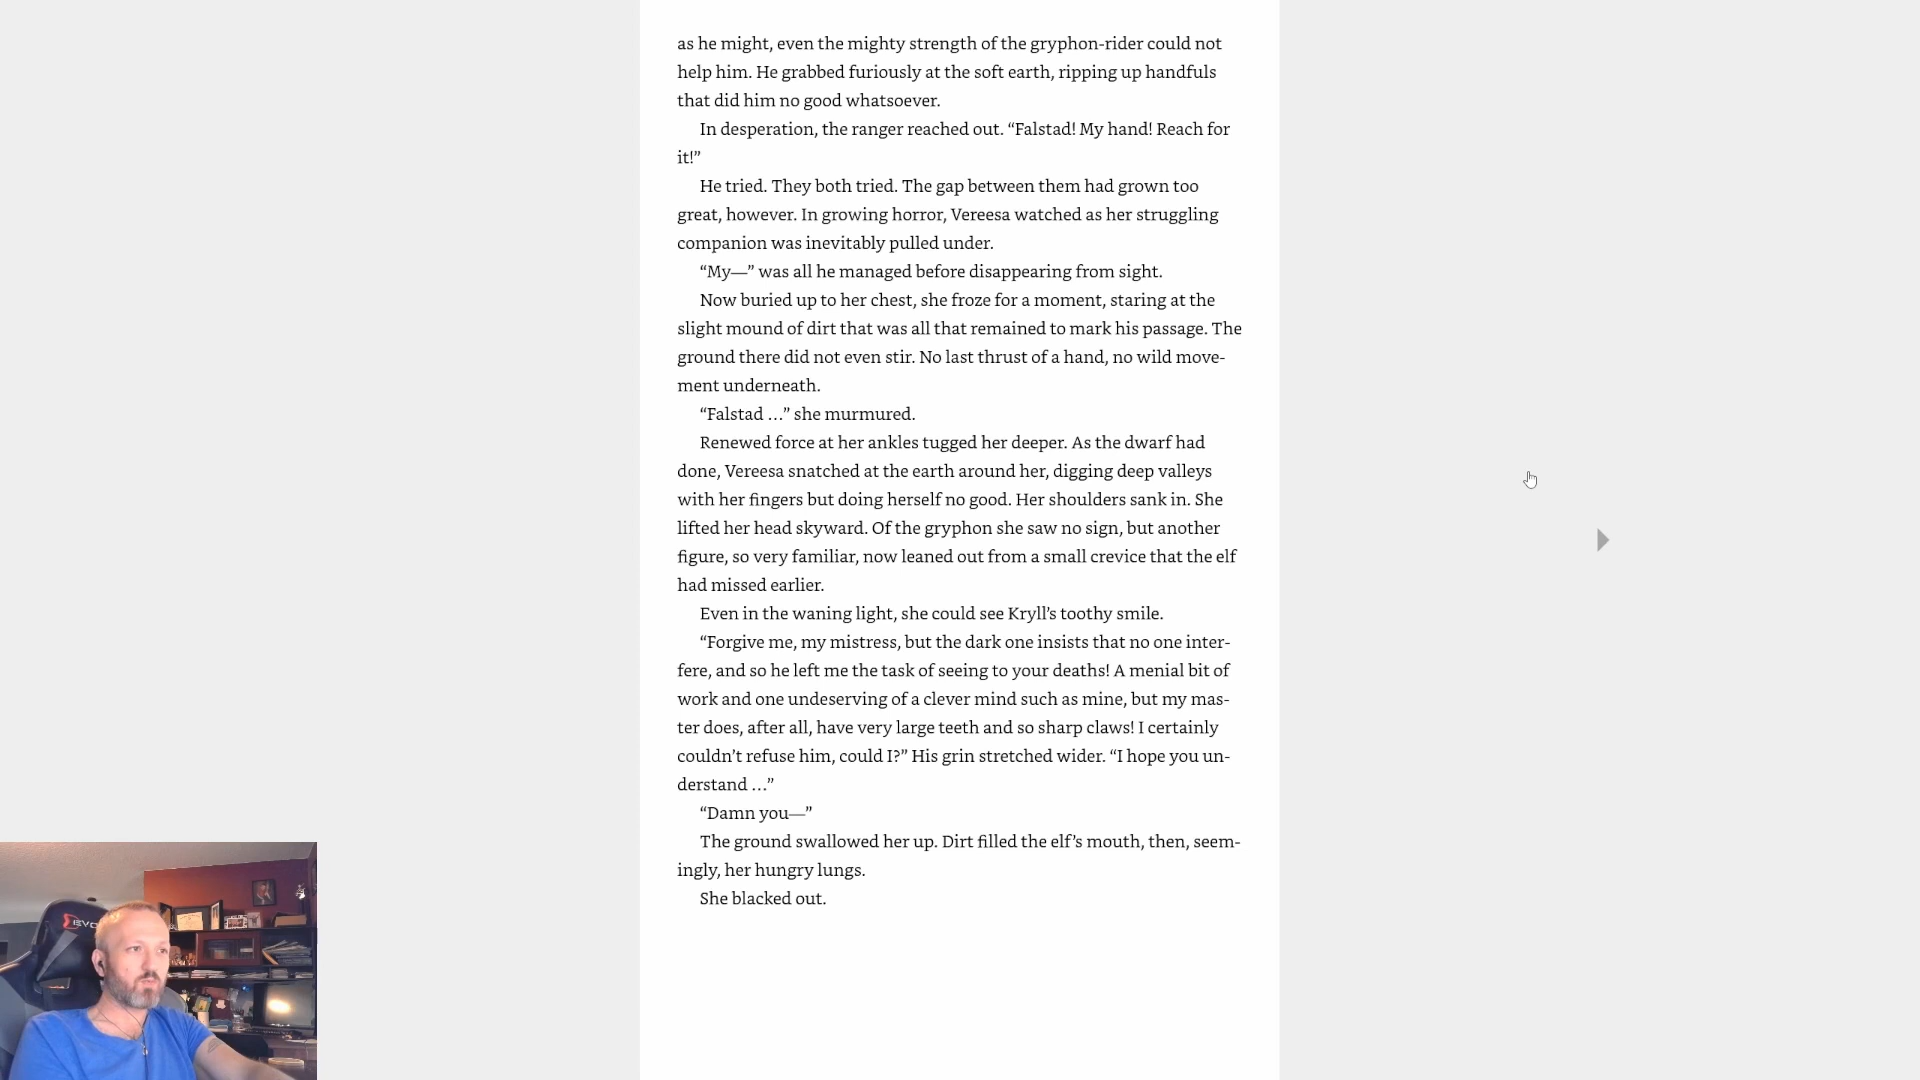 as he might, even the mighty strength of the gryphon-rider could not
help him. He grabbed furiously at the soft earth, ripping up handfuls
that did him no good whatsoever.
In desperation, the ranger reached out. “Falstad! My hand! Reach for
it!”
He tried. They both tried. The gap between them had grown too
great, however. In growing horror, Vereesa watched as her struggling
companion was inevitably pulled under.
“My—” was all he managed before disappearing from sight.
Now buried up to her chest, she froze for a moment, staring at the
slight mound of dirt that was all that remained to mark his passage. The
ground there did not even stir. No last thrust of a hand, no wild move-
ment underneath.
“Falstad …” she murmured.
Renewed force at her ankles tugged her deeper. As the dwarf had
done, Vereesa snatched at the earth around her, digging deep valleys
with her fingers but doing herself no good. Her shoulders sank in. She
lifted her head skyward. Of the gryphon she saw no sign, but another
figure, so very familiar, now leaned out from a small crevice that the elf
had missed earlier.
Even in the waning light, she could see Kryll’s toothy smile.
“Forgive me, my mistress, but the dark one insists that no one inter-
fere, and so he left me the task of seeing to your deaths! A menial bit of
work and one undeserving of a clever mind such as mine, but my mas-
ter does, after all, have very large teeth and so sharp claws! I certainly
couldn’t refuse him, could I?” His grin stretched wider. “I hope you un-
derstand …”
“Damn you—”
The ground swallowed her up. Dirt filled the elf’s mouth, then, seem-
ingly, her hungry lungs.
She blacked out.